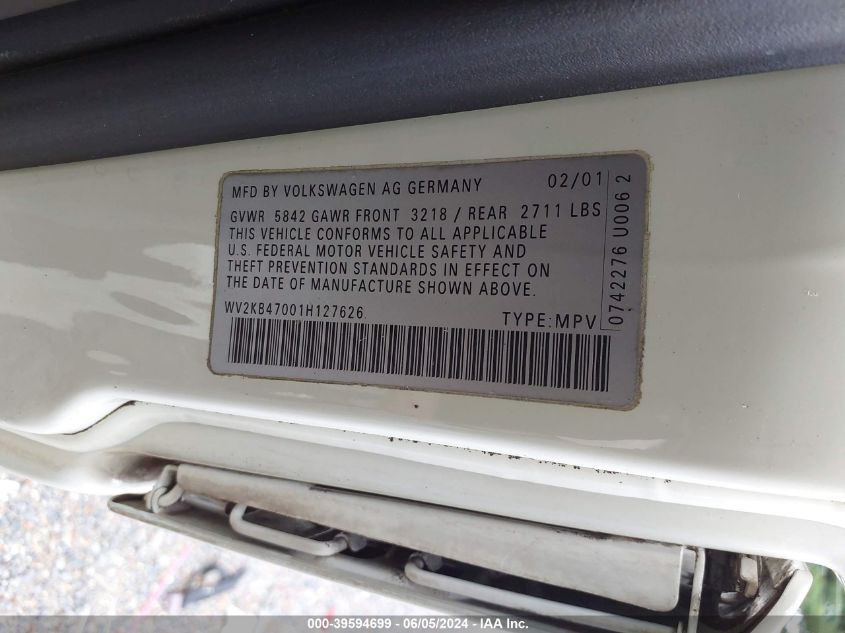 MFD BY VOLKSWAGEN AG GERMANY 02/01
GVWR 5842 GAWR FRONT 3218 / REAR 2711 LBS
THIS VEHICLE CONFORMS TO ALL APPLICABLE
U.S. FEDERAL MOTOR VEHICLE SAFETY AND
THEFT PREVENTION STANDARDS IN EFFECT ON
THE DATE OF MANUFACTURE SHOWN ABOVE.
WV2KB47001H127626. TYPE:MPV
0742276 U006 2
000-39594699 - 06/05/2024 - IAA Inc.